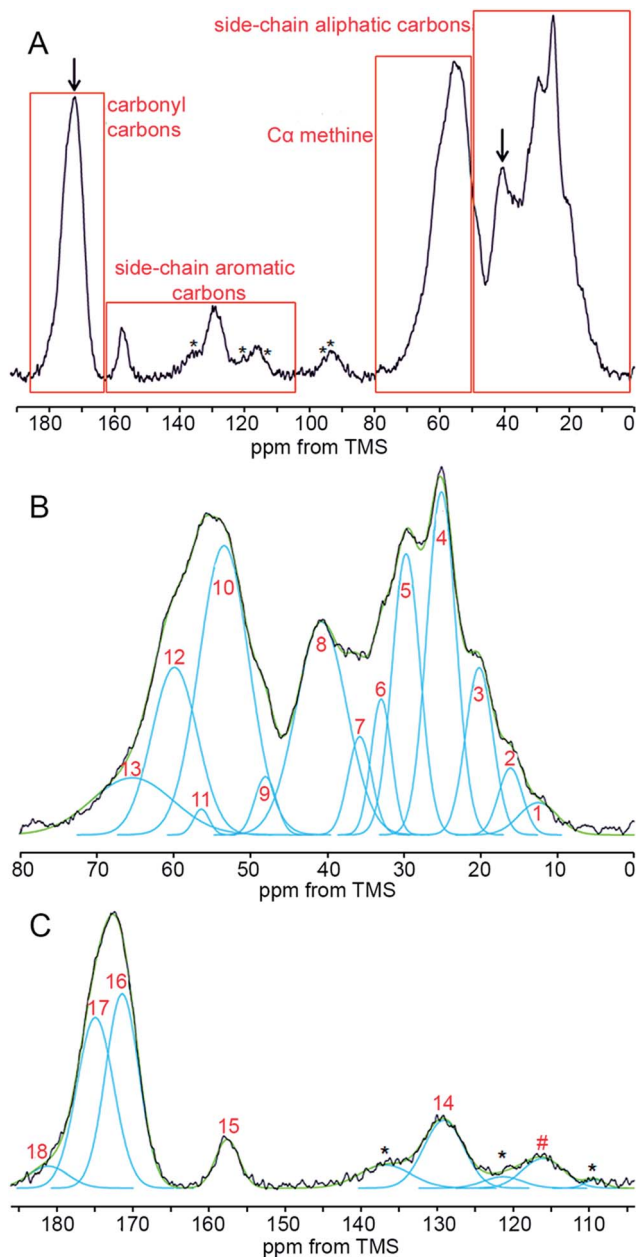 A
side-chain aliphatic carbons
carbonyl
carbons
Cα methine
side-chain aromatic
carbons
* * * * *
180 160 140 120 100 80 60 40 20 0
ppm from TMS
B
1 2 3 4 5 6 7 8 9 10 11 12 13
80 70 60 50 40 30 20 10 0
ppm from TMS
C
18 17 16 15 * 14 * # *
180 170 160 150 140 130 120 110
ppm from TMS